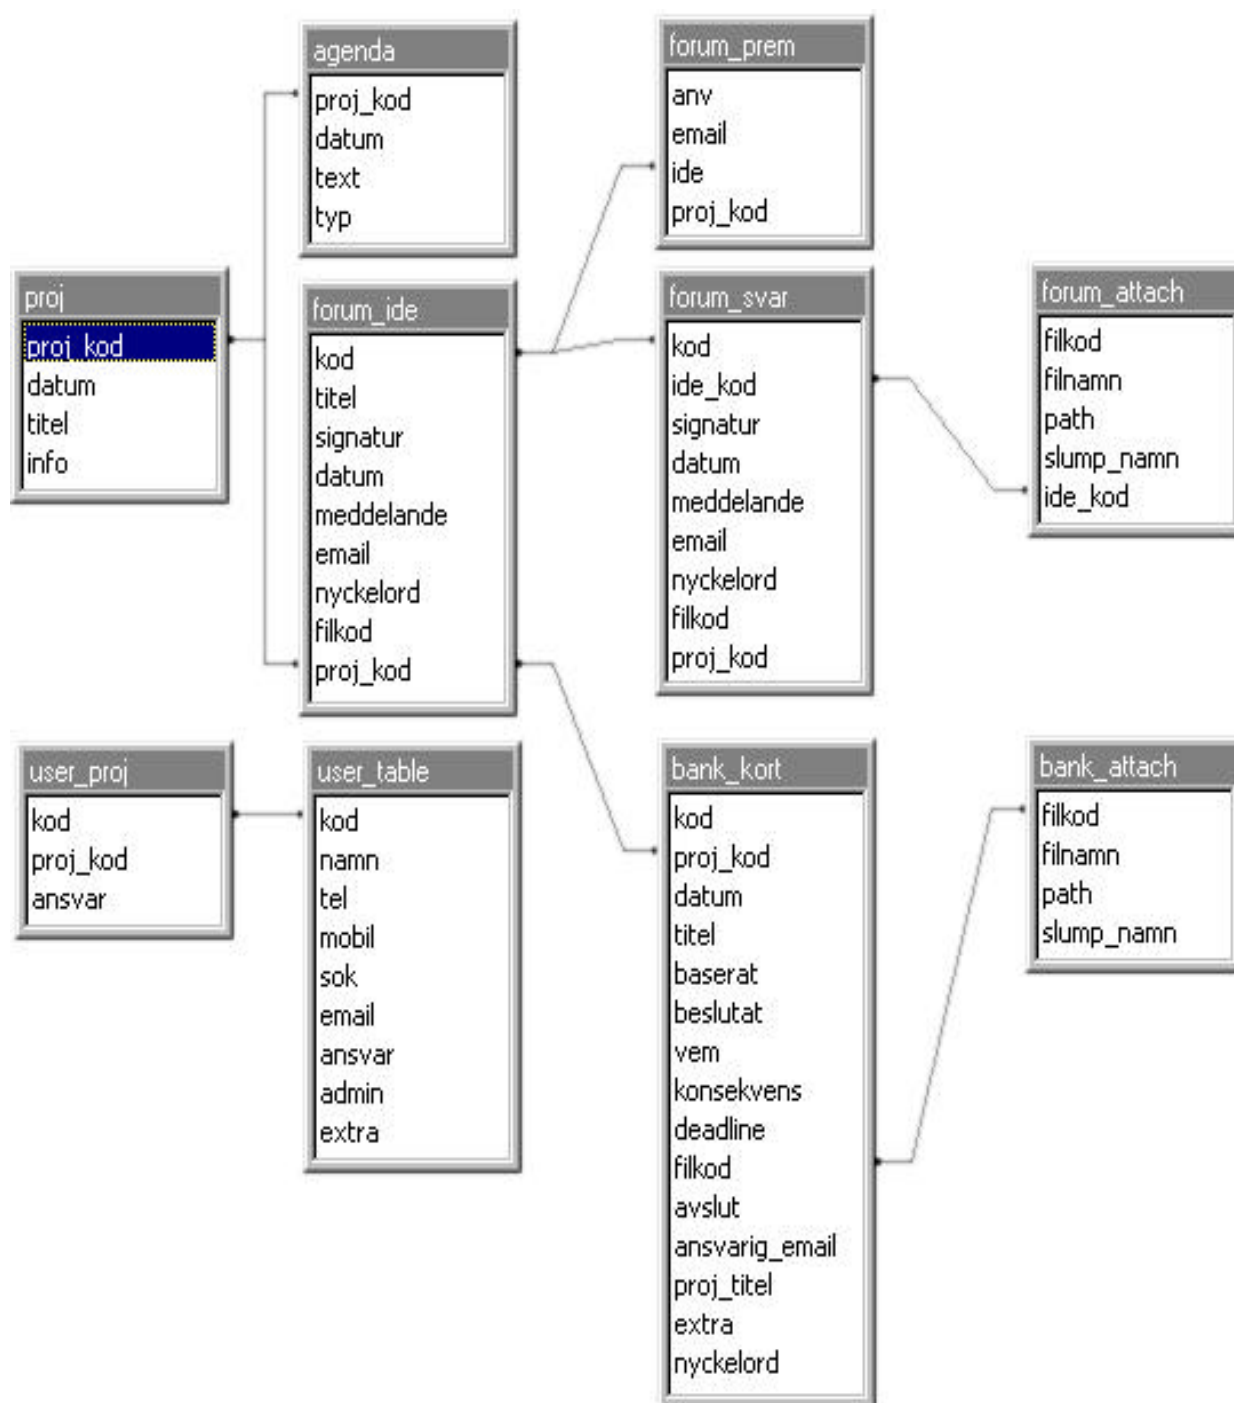 agenda
proj_kod
datum
text
typ
forum_prem
anv
email
ide
proj_kod
proj
proj_kod
datum
titel
info
forum_ide
kod
titel
signatur
datum
meddelande
email
nyckelord
filkod
proj_kod
forum_svar
kod
ide_kod
signatur
datum
meddelande
email
nyckelord
filkod
proj_kod
forum_attach
filkod
filnamn
path
slump_namn
ide_kod
user_proj
kod
proj_kod
ansvar
user_table
kod
namn
tel
mobil
sok
email
ansvar
admin
extra
bank_kort
kod
proj_kod
datum
titel
baserat
beslutat
vem
konsekvens
deadline
filkod
avslut
ansvarig_email
proj_titel
extra
nyckelord
bank_attach
filkod
filnamn
path
slump_namn